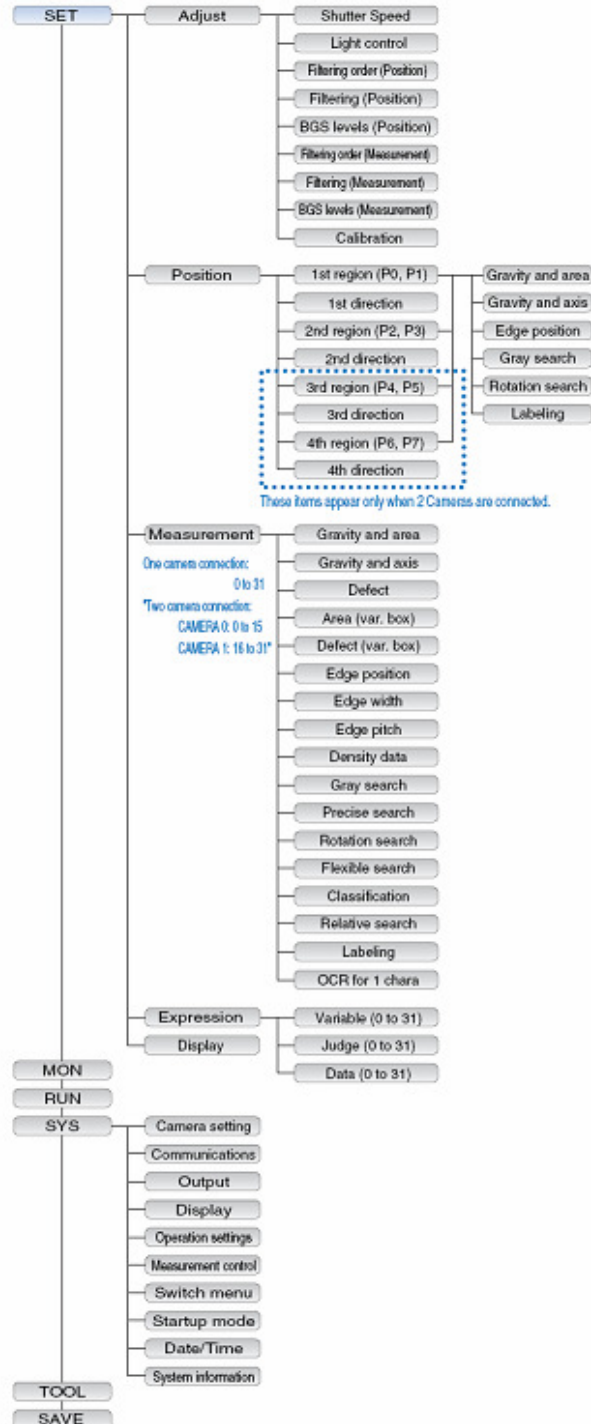 SET
Adjust
Shutter Speed
Light control
Filtering order (Position)
Filtering (Position)
BGS levels (Position)
Filtering order (Measurement)
Filtering (Measurement)
BGS levels (Measurement)
Calibration
Position
1st region (P0, P1)
1st direction
2nd region (P2, P3)
2nd direction
3rd region (P4, P5)
3rd direction
4th region (P6, P7)
4th direction
Gravity and area
Gravity and axis
Edge position
Gray search
Rotation search
Labeling
These items appear only when 2 Cameras are connected.
Measurement
One camera connection:
0 to 31
"Two camera connection:
CAMERA 0: 0 to 15
CAMERA 1: 16 to 31"
Gravity and area
Gravity and axis
Defect
Area (var. box)
Defect (var. box)
Edge position
Edge width
Edge pitch
Density data
Gray search
Precise search
Rotation search
Flexible search
Classification
Relative search
Labeling
OCR for 1 chara
Expression
Variable (0 to 31)
Judge (0 to 31)
Data (0 to 31)
Display
MON
RUN
SYS
Camera setting
Communications
Output
Display
Operation settings
Measurement control
Switch menu
Startup mode
Date/Time
System information
TOOL
SAVE